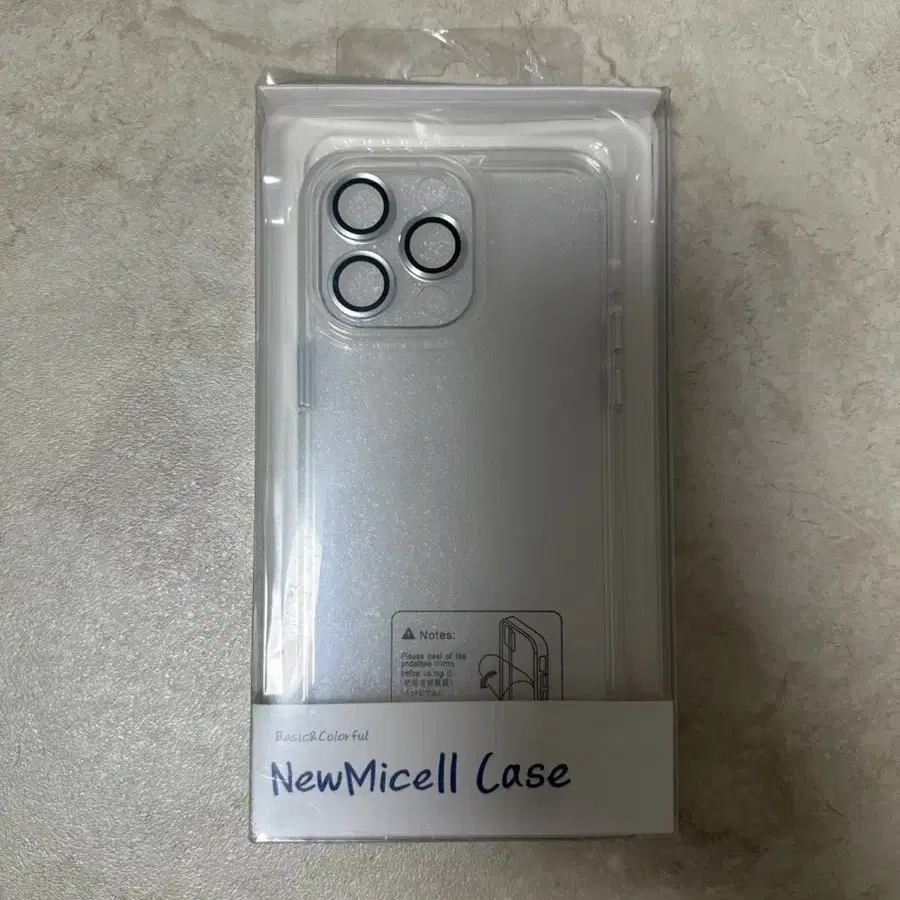 ⚠ Notes:
Please peel of the
before using it
Basic&Colorful
NewMicell Case